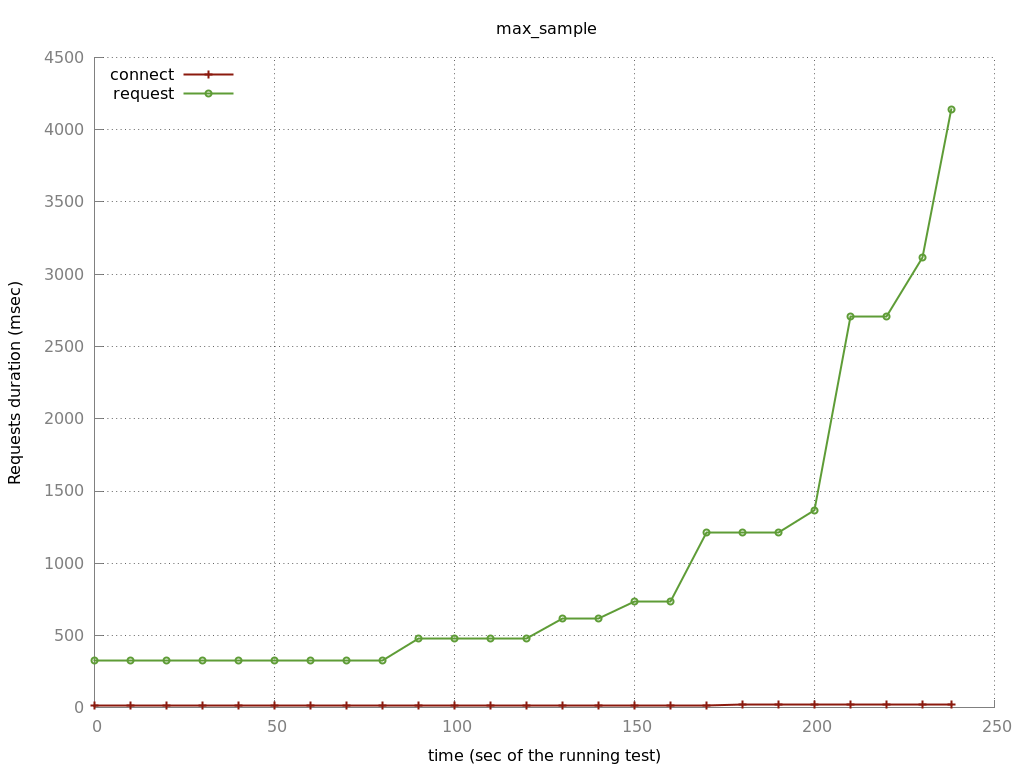 max_sample
connect
request
4500
4000
3500
3000
2500
2000
1500
1000
500
0
Requests duration (msec)
0 50 100 150 200 250
time (sec of the running test)